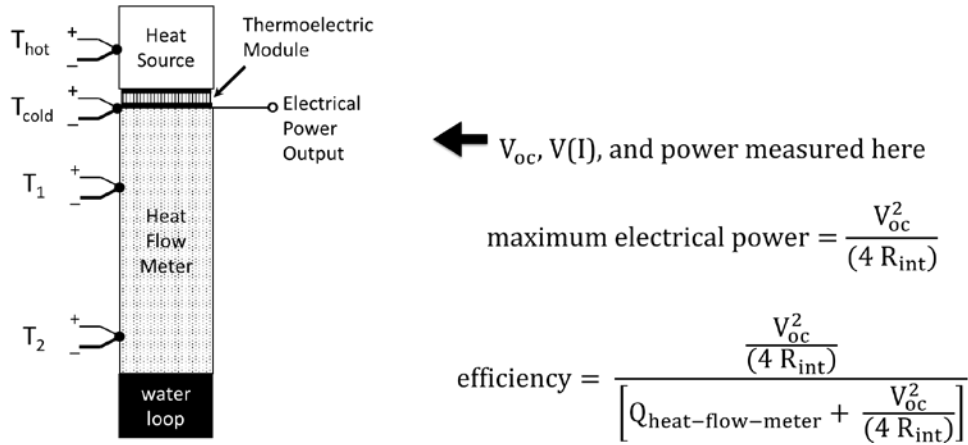 T_hot
+
−
Heat
Source
Thermoelectric
Module
T_cold
+
−
Electrical
Power
Output
V_oc, V(I), and power measured here
T_1
+
−
Heat
Flow
Meter
maximum electrical power = V_oc^2 / (4 R_int)
T_2
+
−
efficiency = (V_oc^2 / (4 R_int)) / [Q_heat−flow−meter + V_oc^2 / (4 R_int)]
water
loop